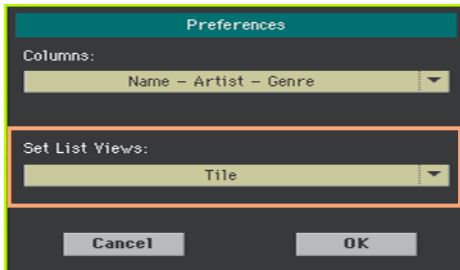 Preferences
Columns:
Name - Artist - Genre
Set List Views:
Tile
Cancel OK